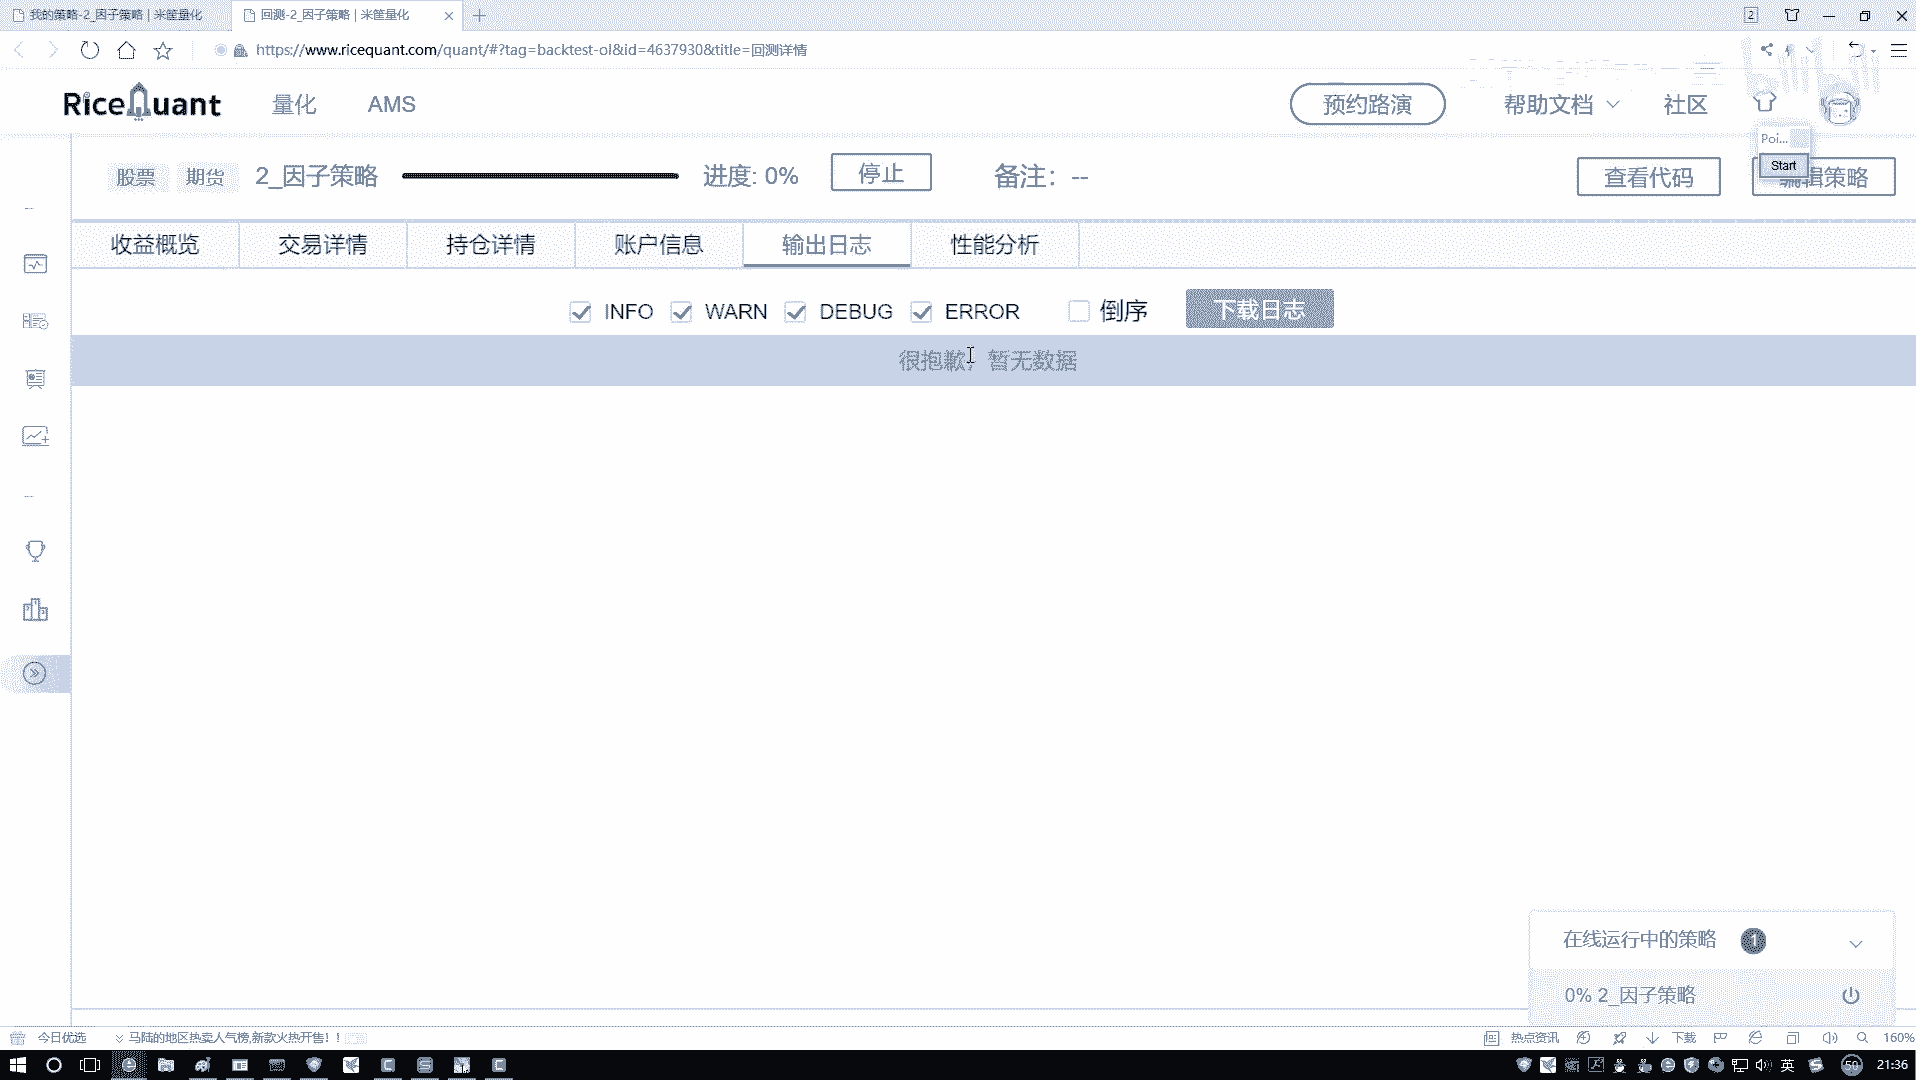 我的策略-2_因子策略 | 米筐量化
回测-2_因子策略 | 米筐量化
2
https://www.ricequant.com/quant/#?tag=backtest-ol&id=4637930&title=回测详情
RiceQuant
量化
AMS
预约路演
帮助文档
社区
Poi...
Start
股票
期货
2_因子策略
进度: 0%
停止
备注: --
查看代码
编辑策略
收益概览
交易详情
持仓详情
账户信息
输出日志
性能分析
INFO
WARN
DEBUG
ERROR
倒序
下载日志
很抱歉，暂无数据
在线运行中的策略
1
0% 2_因子策略
今日优选
马陆的地区热卖人气榜,新款火热开售！！
热点资讯
下载
160%
英
50
21:36